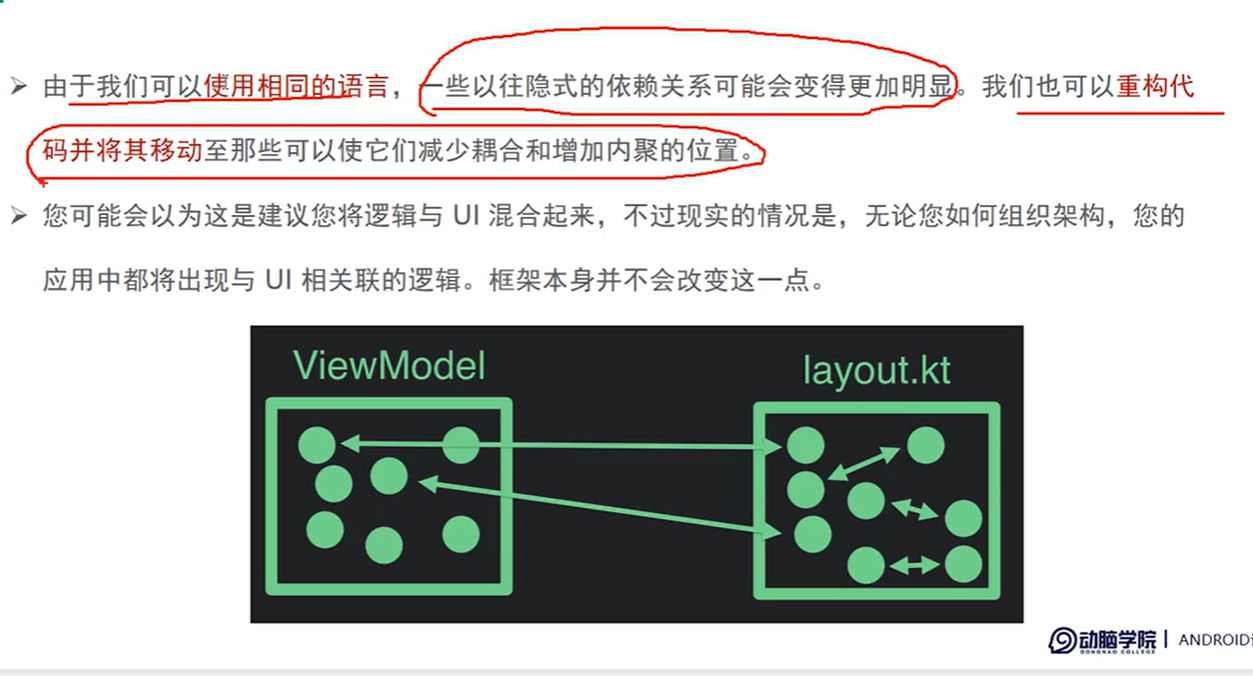 由于我们可以使用相同的语言，一些以往隐式的依赖关系可能会变得更加明显。我们也可以重构代
码并将其移动至那些可以使它们减少耦合和增加内聚的位置。
您可能会以为这是建议您将逻辑与 UI 混合起来，不过现实的情况是，无论您如何组织架构，您的
应用中都将出现与 UI 相关联的逻辑。框架本身并不会改变这一点。
ViewModel
layout.kt
动脑学院
DONGNAO COLLEGE
ANDROID